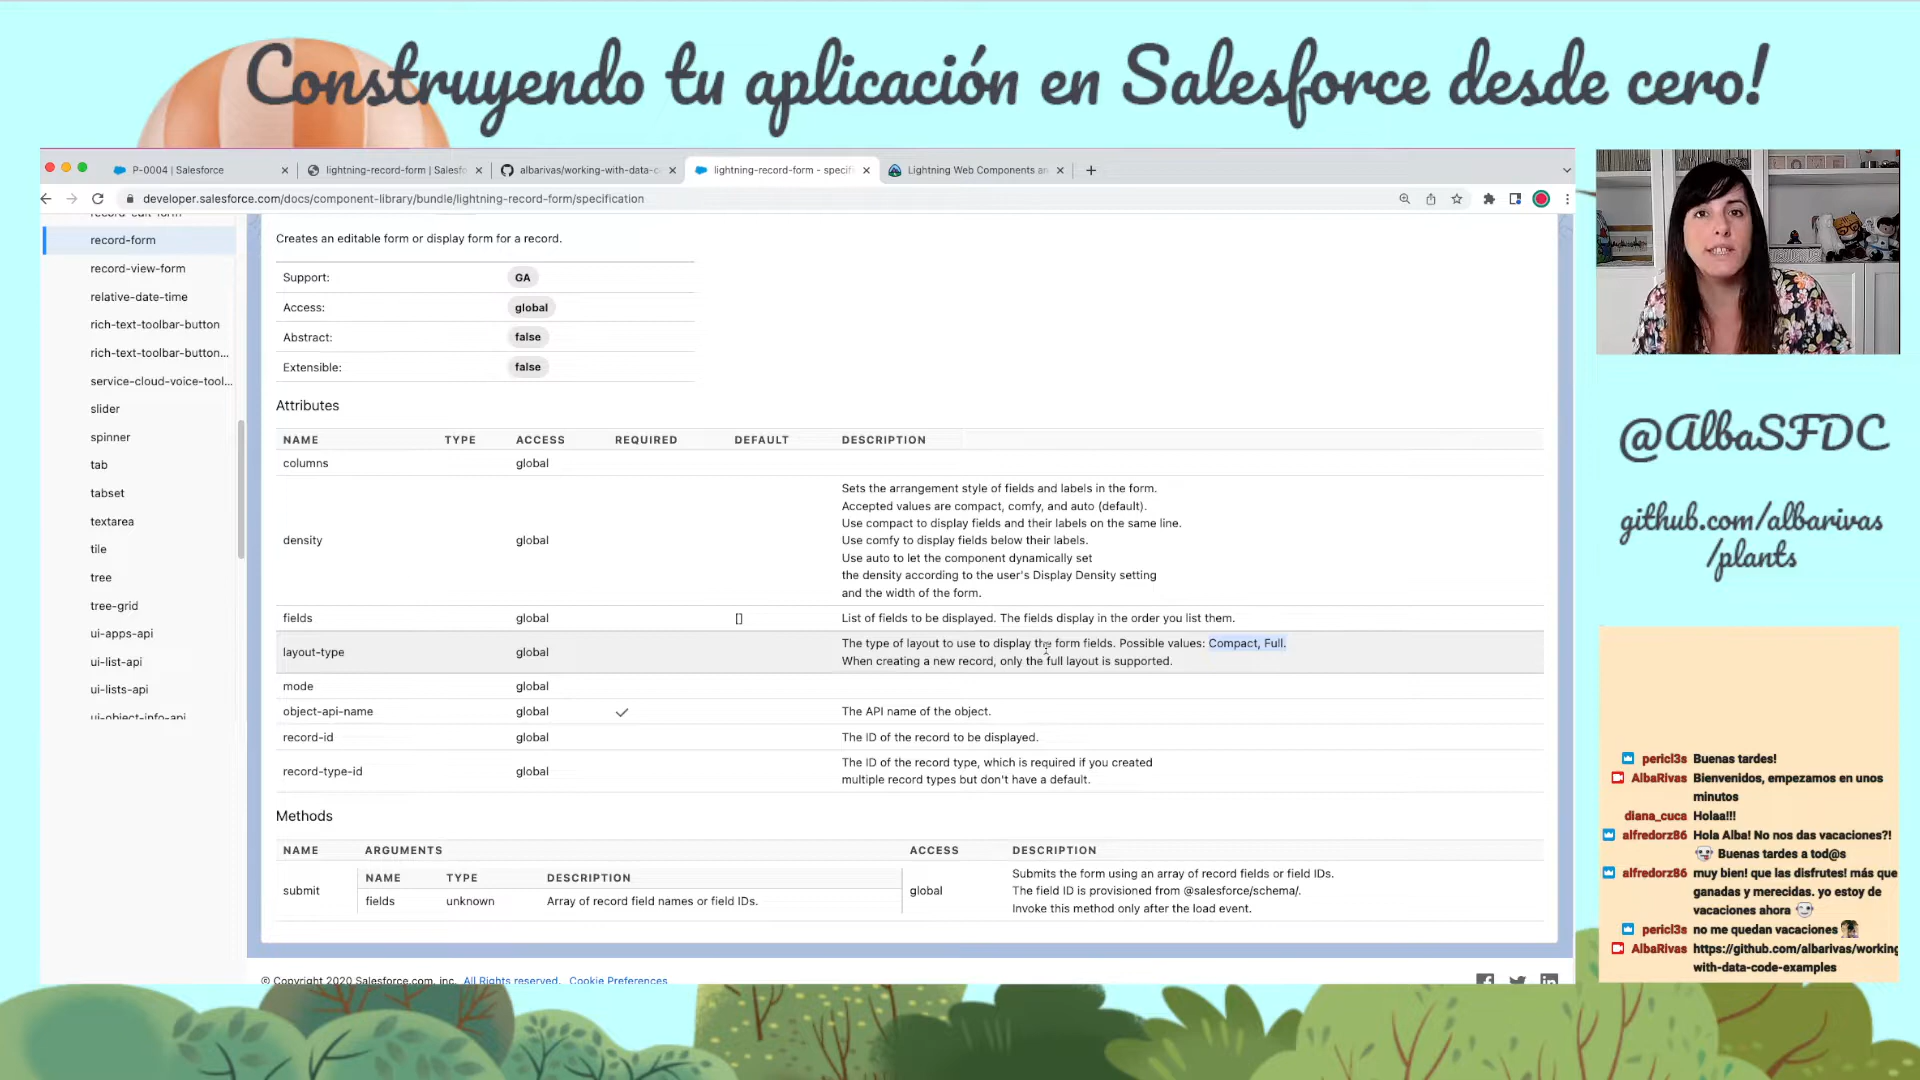 Construyendo tu aplicación en Salesforce desde cero!
P-0004 | Salesforce
lightning-record-form | Salesfo
albarivas/working-with-data-co
lightning-record-form - specifi
Lightning Web Components an
developer.salesforce.com/docs/component-library/bundle/lightning-record-form/specification
record-edit-form
record-form
record-view-form
relative-date-time
rich-text-toolbar-button
rich-text-toolbar-button...
service-cloud-voice-tool...
slider
spinner
tab
tabset
textarea
tile
tree
tree-grid
ui-apps-api
ui-list-api
ui-lists-api
ui-object-info-api
Creates an editable form or display form for a record.
Support: GA
Access: global
Abstract: false
Extensible: false
Attributes
NAME TYPE ACCESS REQUIRED DEFAULT DESCRIPTION
columns global
density global
Sets the arrangement style of fields and labels in the form.
Accepted values are compact, comfy, and auto (default).
Use compact to display fields and their labels on the same line.
Use comfy to display fields below their labels.
Use auto to let the component dynamically set
the density according to the user's Display Density setting
and the width of the form.
fields global [] List of fields to be displayed. The fields display in the order you list them.
layout-type global
The type of layout to use to display the form fields. Possible values: Compact, Full.
When creating a new record, only the full layout is supported.
mode global
object-api-name global ✓ The API name of the object.
record-id global The ID of the record to be displayed.
record-type-id global
The ID of the record type, which is required if you created
multiple record types but don't have a default.
Methods
NAME ARGUMENTS ACCESS DESCRIPTION
submit
NAME TYPE DESCRIPTION
fields unknown Array of record field names or field IDs.
global
Submits the form using an array of record fields or field IDs.
The field ID is provisioned from @salesforce/schema/.
Invoke this method only after the load event.
© Copyright 2020 Salesforce.com, inc. All Rights reserved. Cookie Preferences
@AlbaSFDC
github.com/albarivas
/plants
pericl3s Buenas tardes!
AlbaRivas Bienvenidos, empezamos en unos
minutos
diana_cuca Holaa!!!
alfredorz86 Hola Alba! No nos das vacaciones?!
Buenas tardes a tod@s
alfredorz86 muy bien! que las disfrutes! más que
ganadas y merecidas. yo estoy de
vacaciones ahora
pericl3s no me quedan vacaciones
AlbaRivas https://github.com/albarivas/working
with-data-code-examples